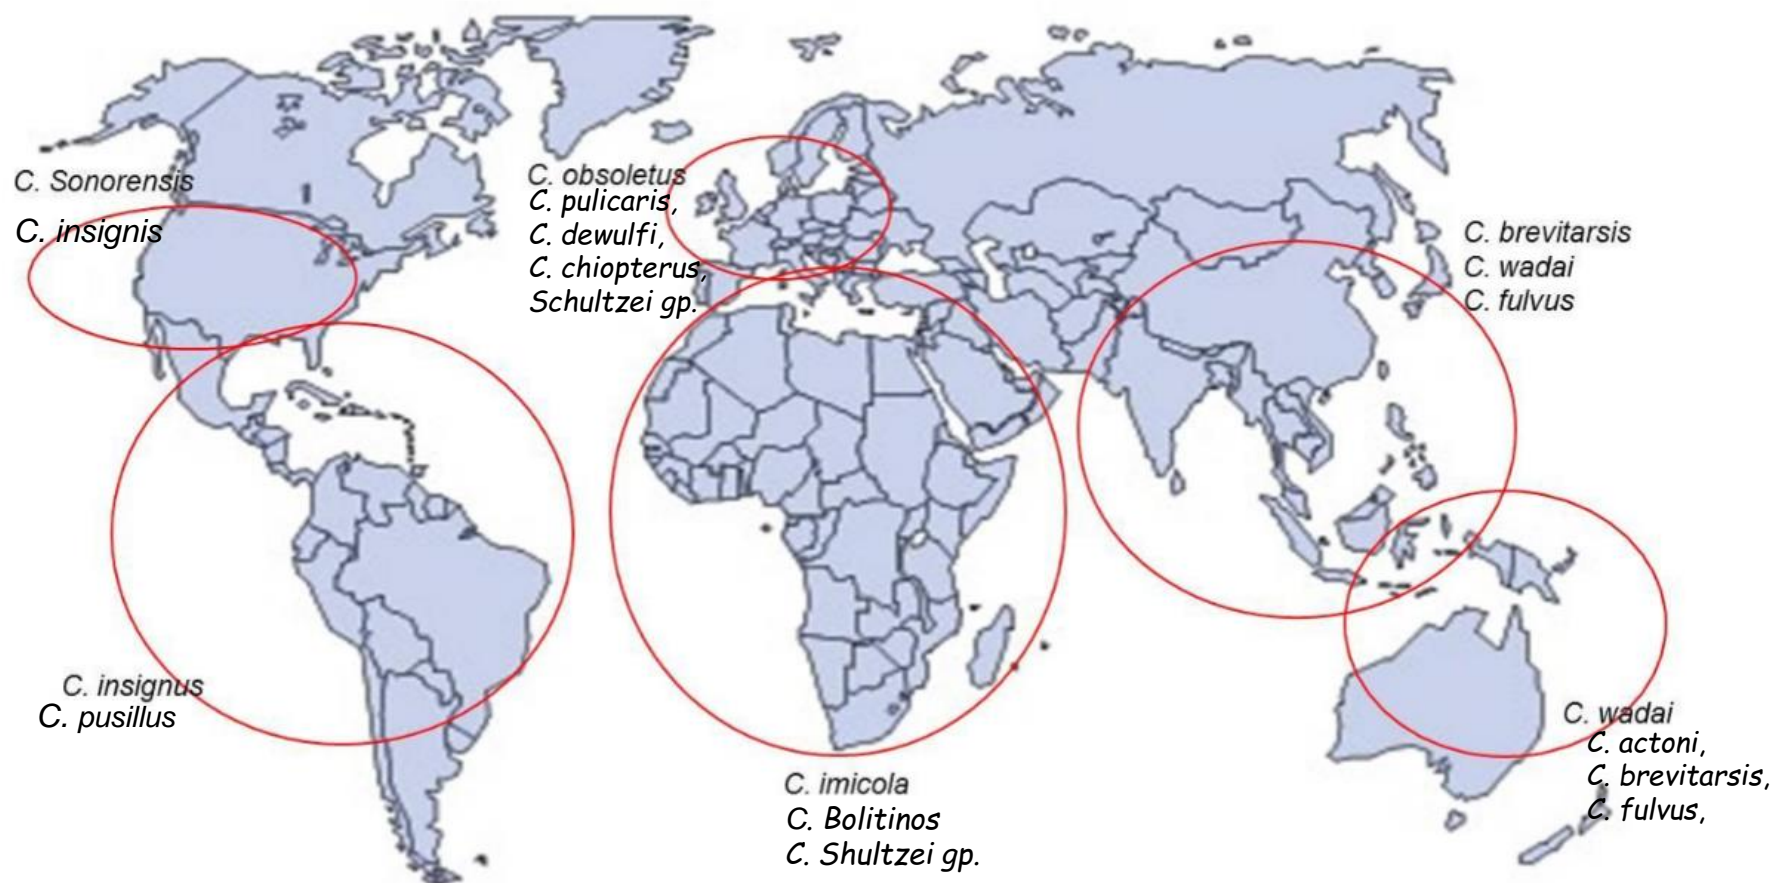 C. Sonorensis
C. insignis
C. obsoletus
C. pulicaris,
C. dewulfi,
C. chiopterus,
Schultzei gp.
C. brevitarsis
C. wadai
C. fulvus
C. insignus
C. pusillus
C. imicola
C. Bolitinos
C. Shultzei gp.
C. wadai
C. actoni,
C. brevitarsis,
C. fulvus,